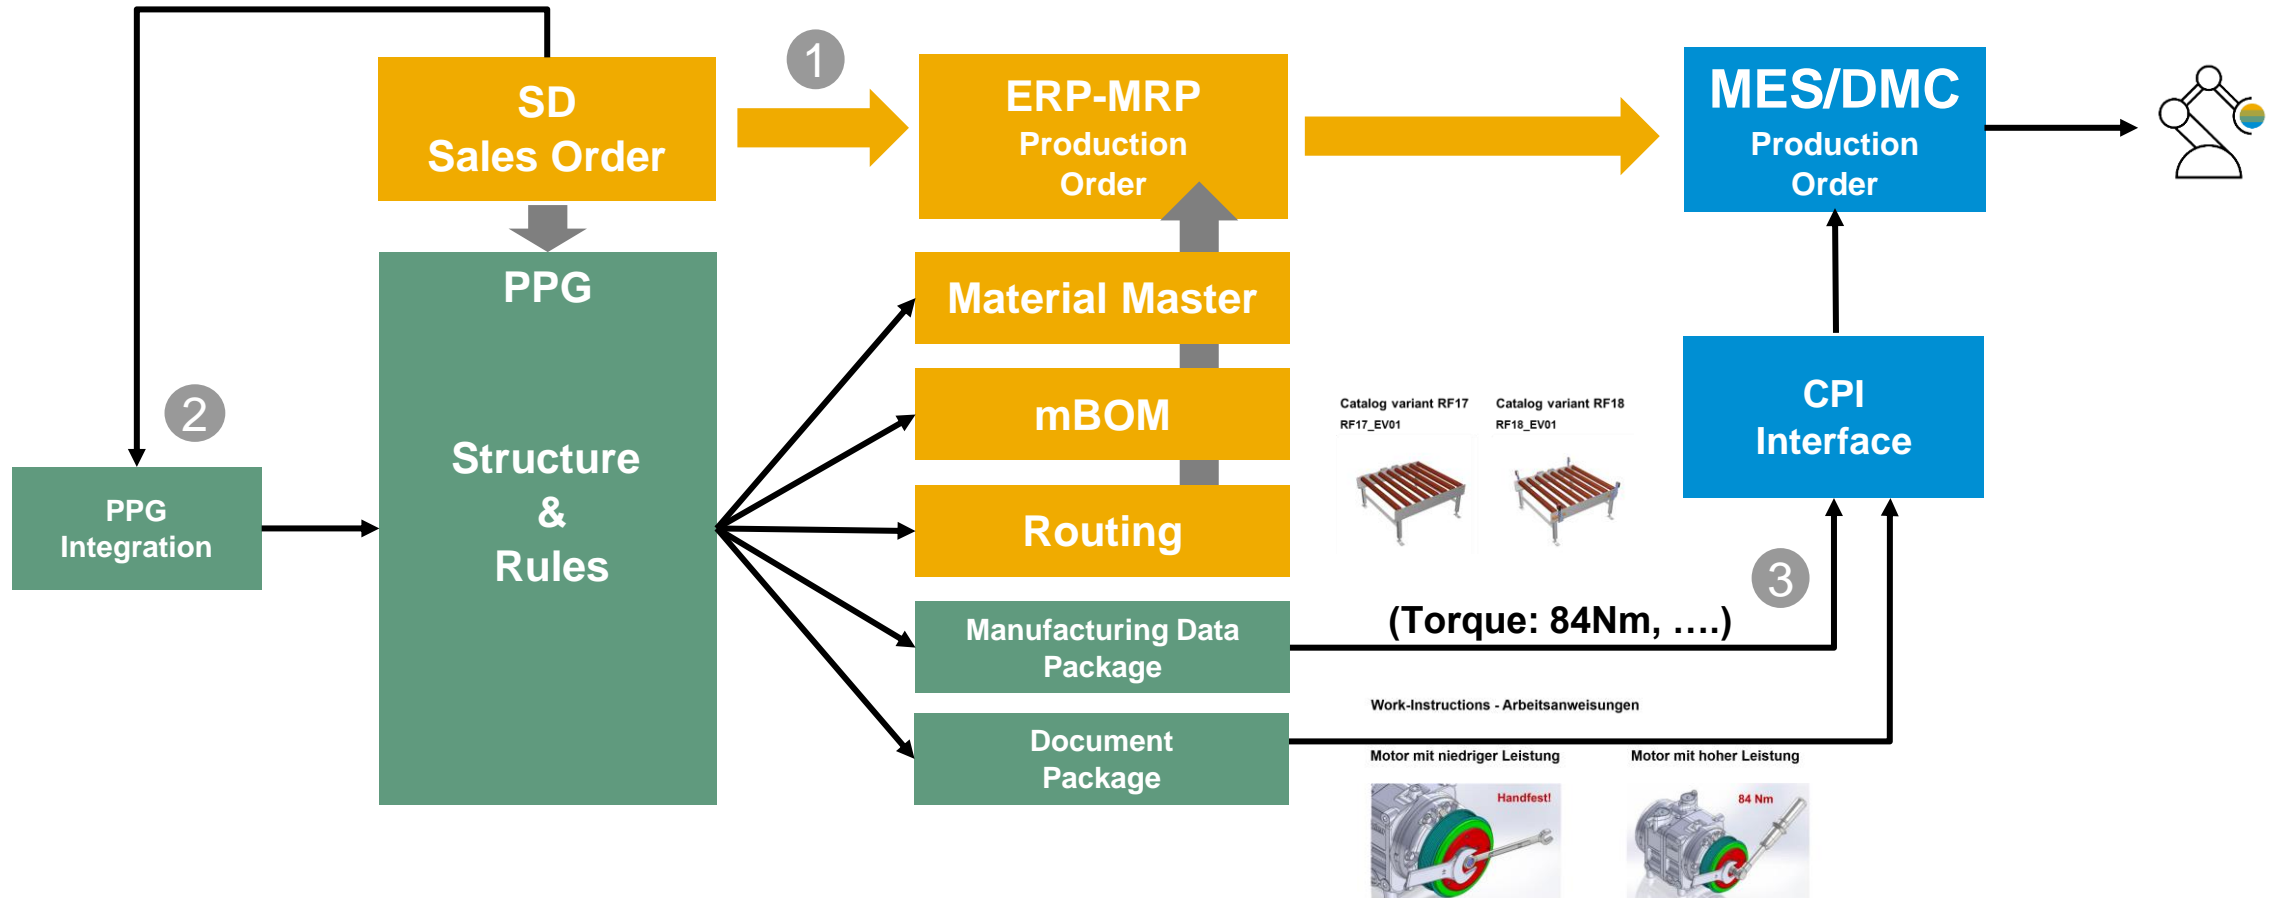 1
SD
Sales Order
ERP-MRP
Production
Order
MES/DMC
Production
Order
2
PPG
Integration
PPG
Structure
&
Rules
Material Master
mBOM
Routing
Manufacturing Data
Package
Document
Package
Catalog variant RF17
RF17_EV01
Catalog variant RF18
RF18_EV01
CPI
Interface
3
(Torque: 84Nm, ….)
Work-Instructions - Arbeitsanweisungen
Motor mit niedriger Leistung
Handfest!
Motor mit hoher Leistung
84 Nm